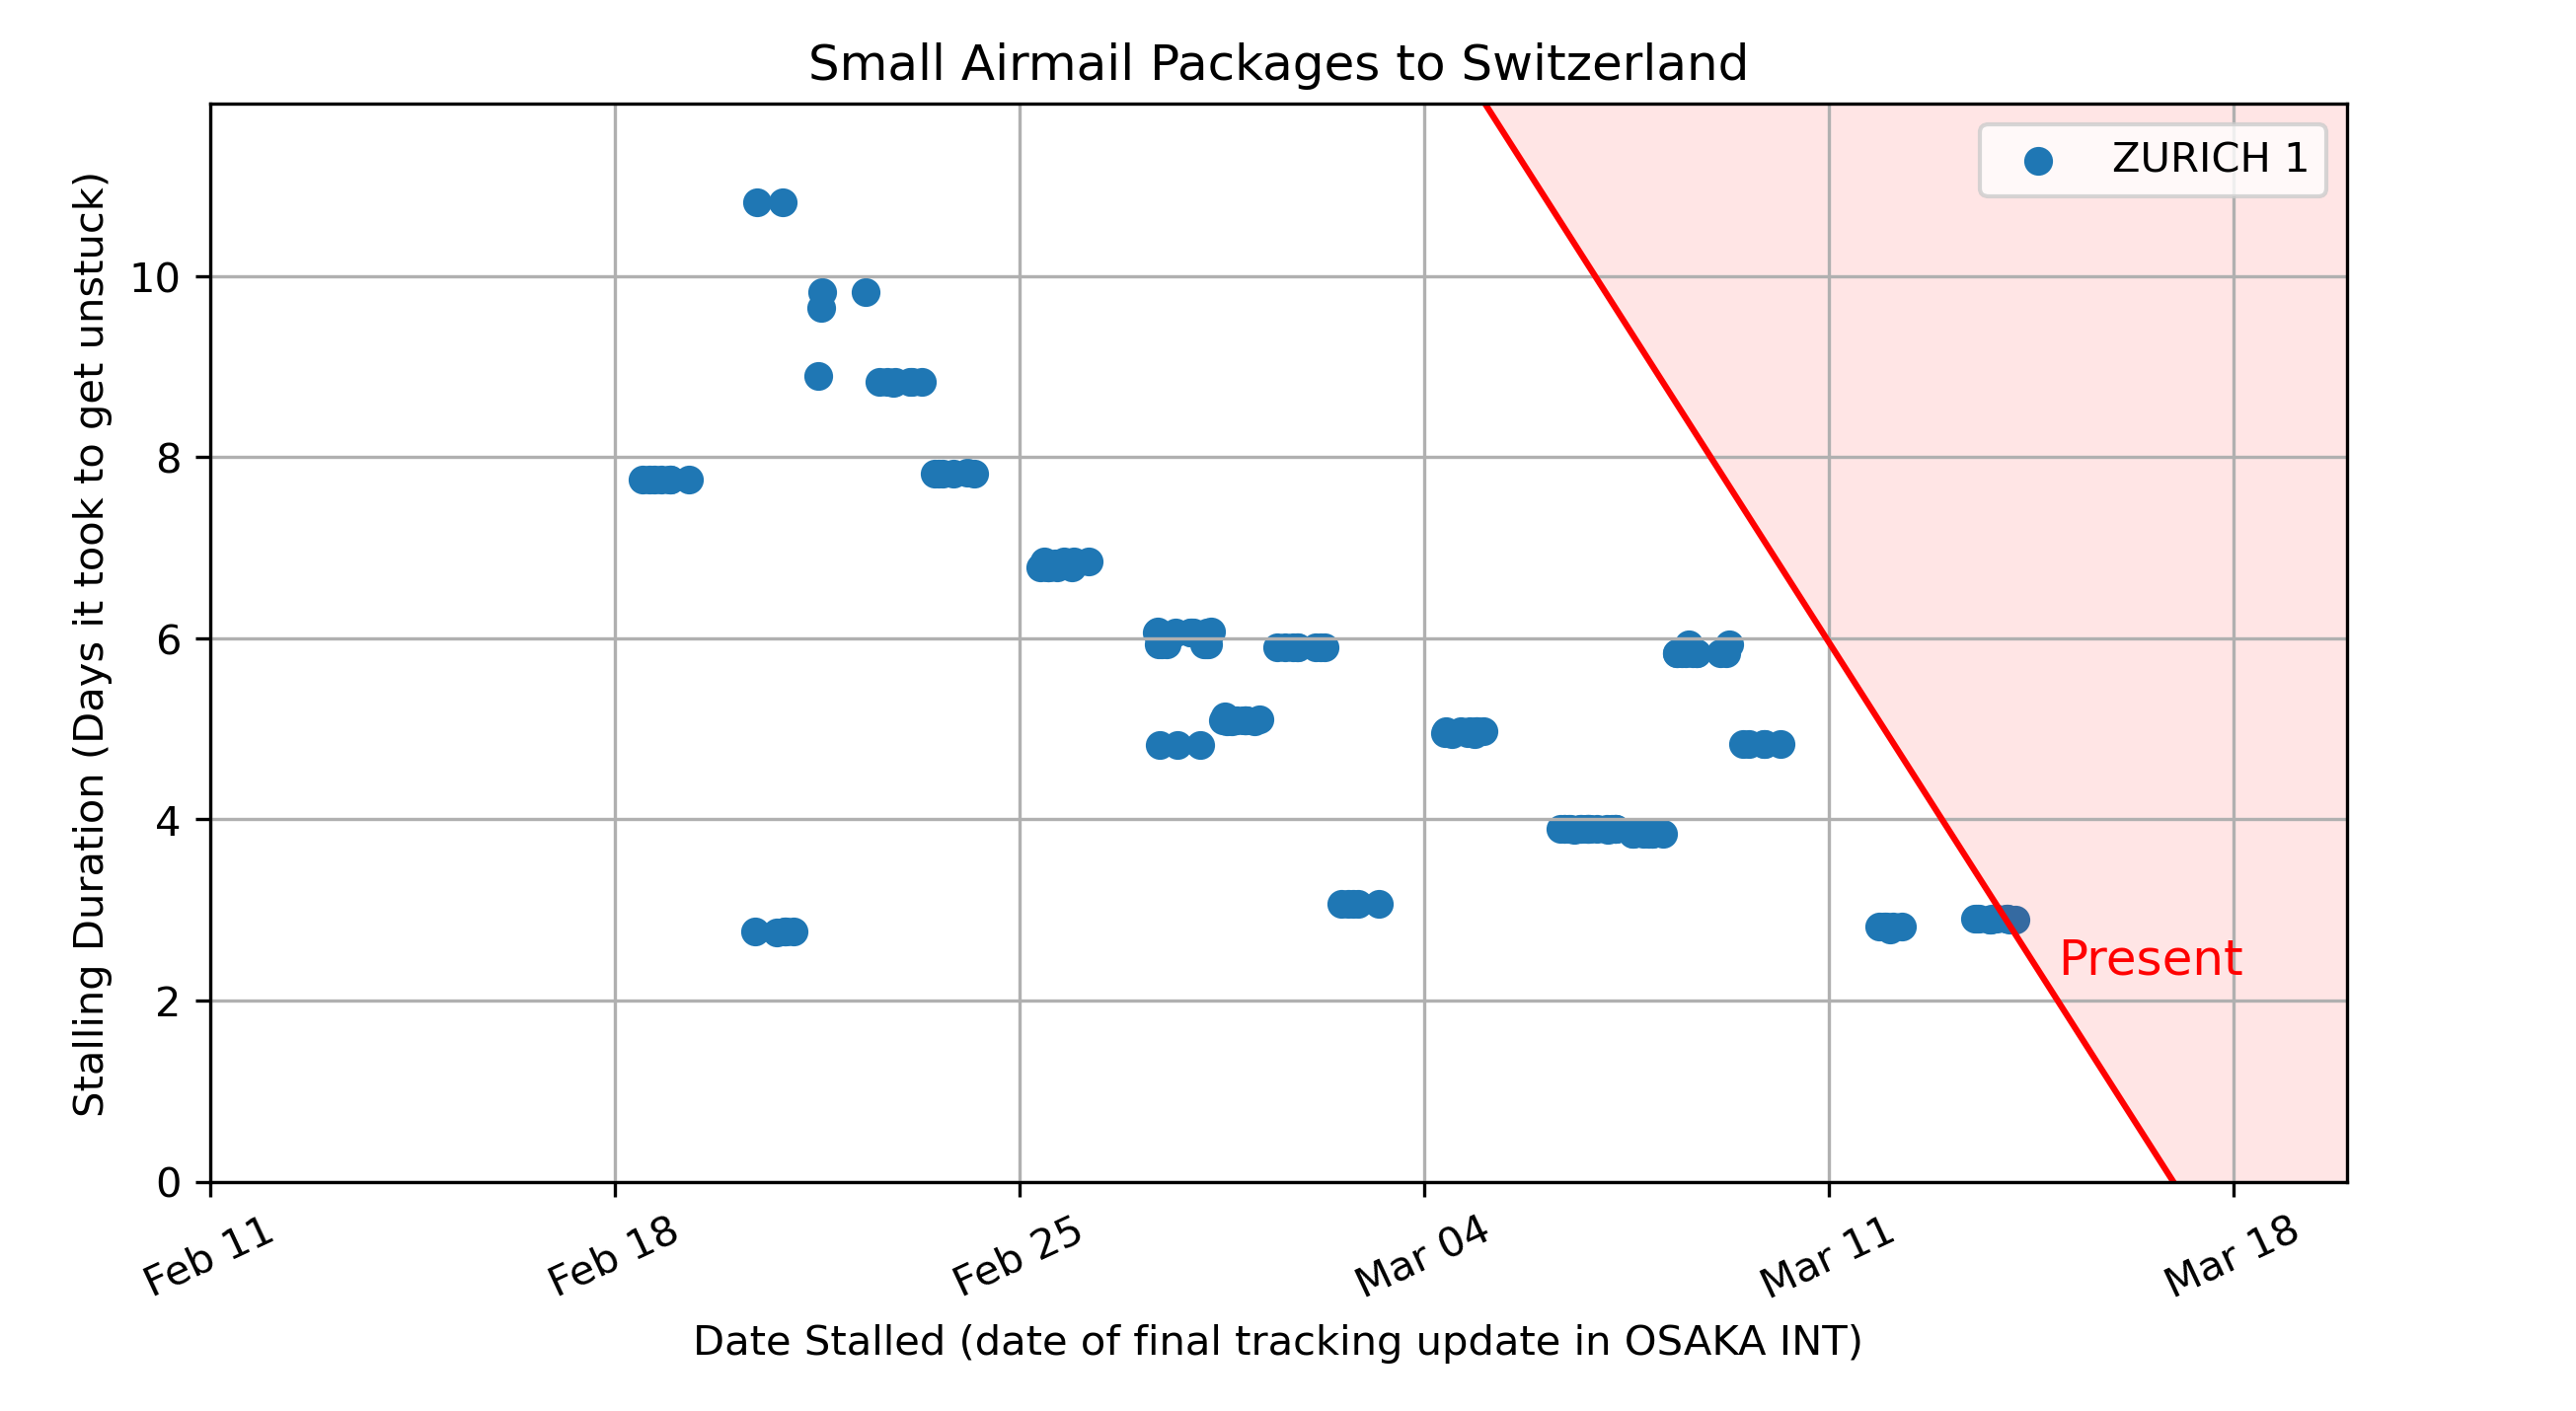 Small Airmail Packages to Switzerland
ZURICH 1
Stalling Duration (Days it took to get unstuck)
10
8
6
4
2
0
Present
Feb 11
Feb 18
Feb 25
Mar 04
Mar 11
Mar 18
Date Stalled (date of final tracking update in OSAKA INT)